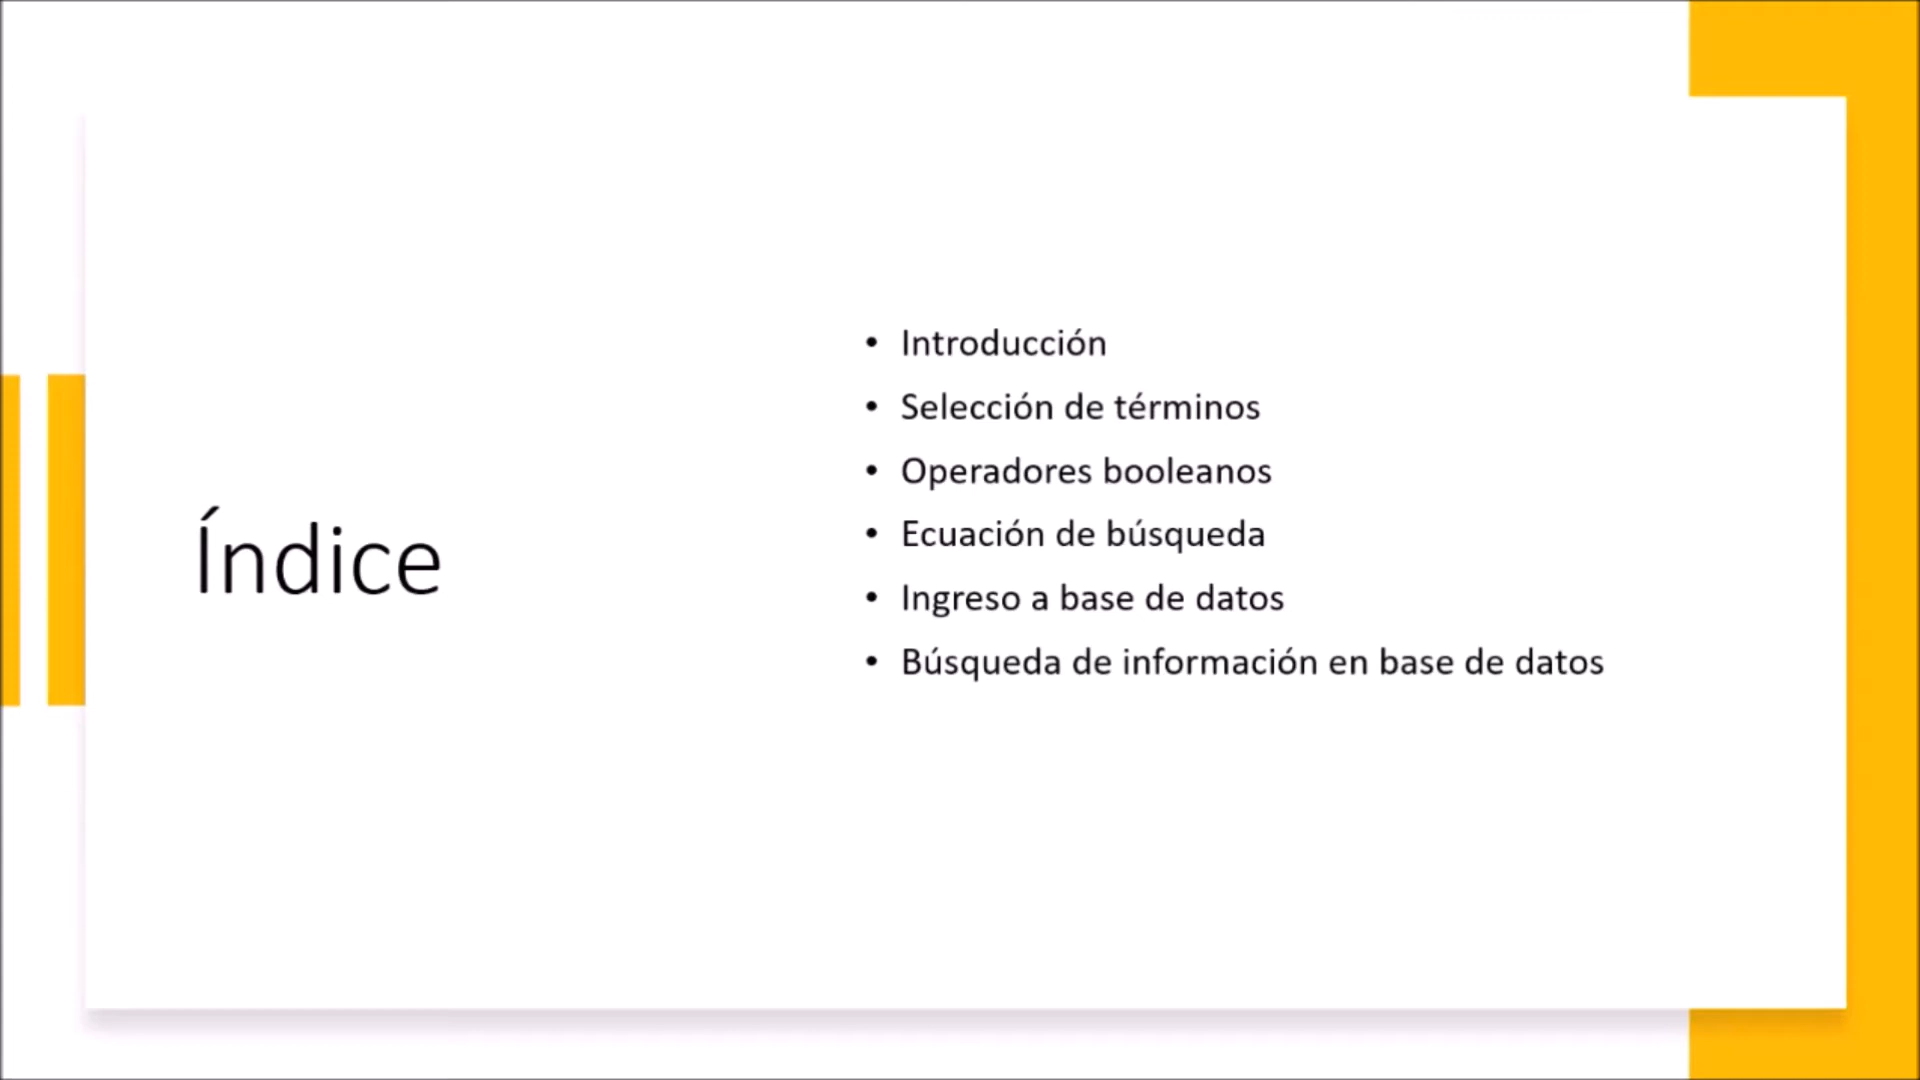 Índice
• Introducción
• Selección de términos
• Operadores booleanos
• Ecuación de búsqueda
• Ingreso a base de datos
• Búsqueda de información en base de datos